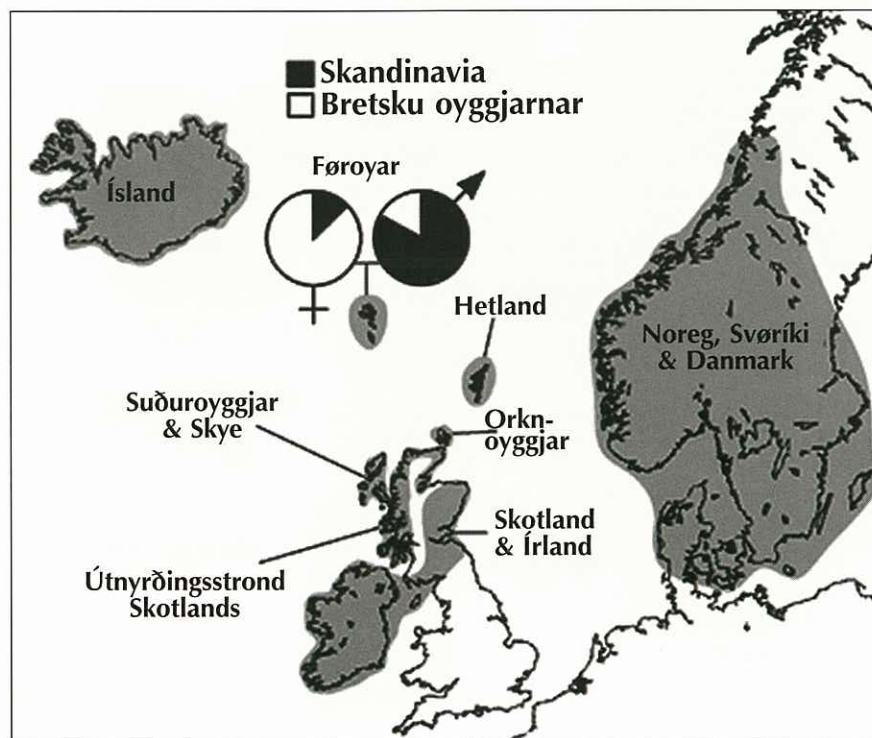 Skandinavia
Bretsku oyggjarnar
Føroyar
Ísland
Hetland
Noreg, Svøríki
& Danmark
Suðuroyggjar
& Skye
Orkn-
oyggjar
Skotland
& Írland
Útnyrðingsstrond
Skotlands